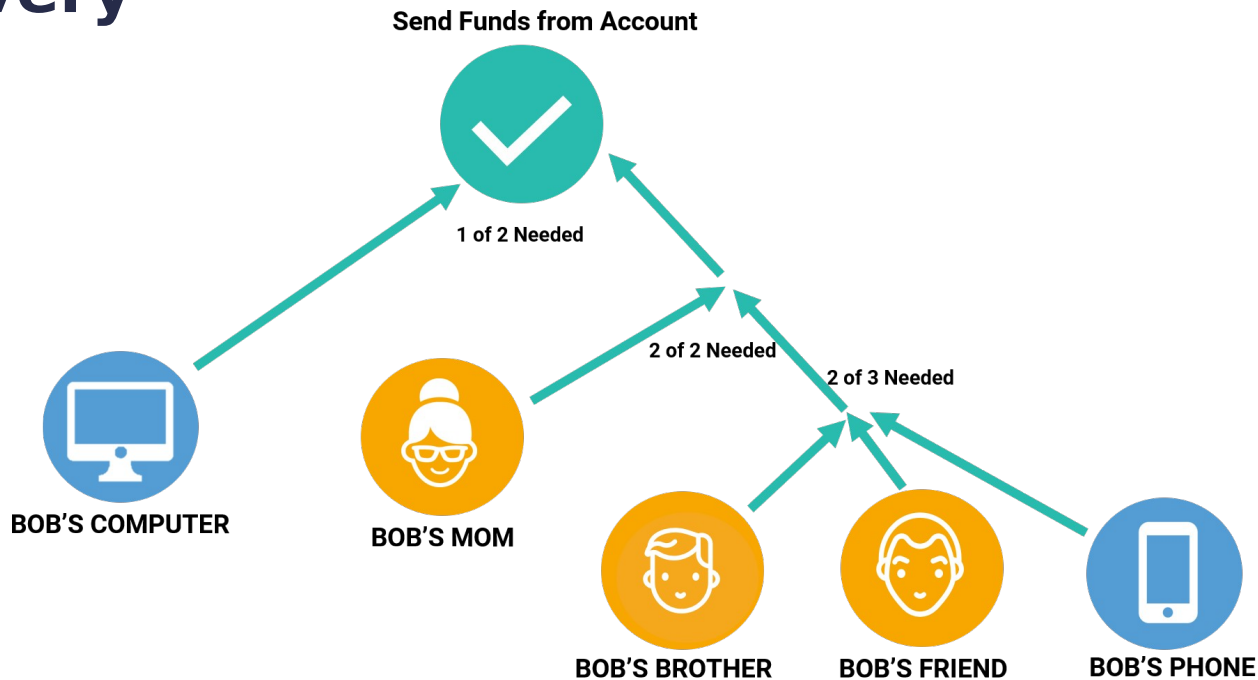 Send Funds from Account
1 of 2 Needed
2 of 2 Needed
2 of 3 Needed
BOB'S COMPUTER
BOB'S MOM
BOB'S BROTHER
BOB'S FRIEND
BOB'S PHONE